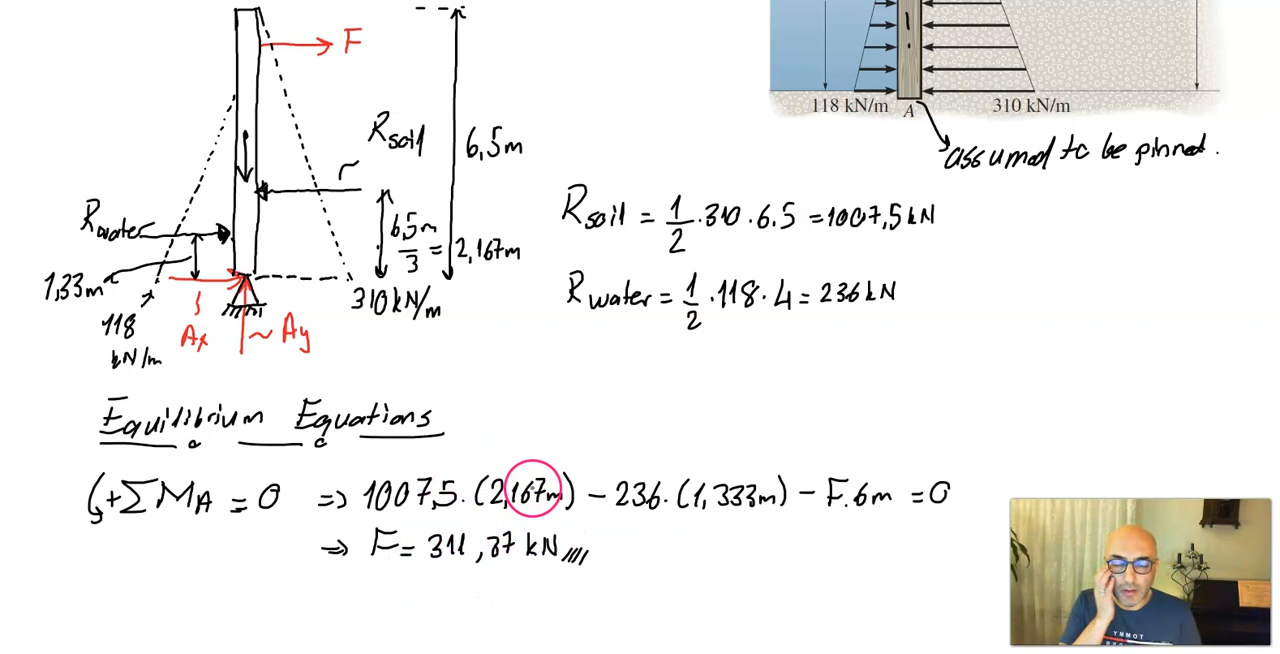 F
Rsoil
6,5m
Rwater
6,5m
3
= 2,167m
1,33m
118
kN/m
Ax
~ Ay
310kN/m
118 kN/m
A
310 kN/m
assumed to be pinned.
Rsoil = 1/2 . 310 . 6.5 = 1007,5 kN
Rwater = 1/2 . 118 . 4 = 236 kN
Equilibrium Equations
+ΣMA = 0 ⇒ 1007,5. (2,167m) − 236. (1,333m) − F.6m = 0
⇒ F = 311,37 kN
YMMOT